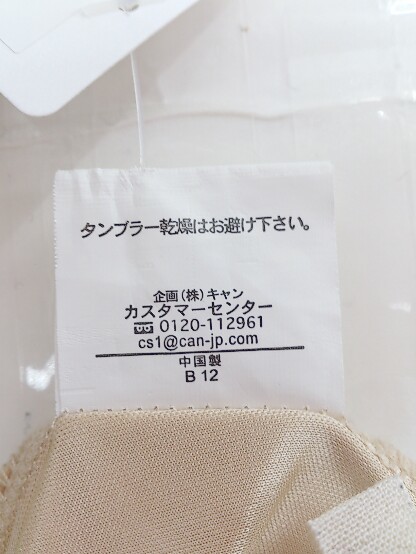 タンブラー乾燥はお避け下さい。
企画(株)キャン
カスタマーセンター
0120-112961
cs1@can-jp.com
中国製
B 12